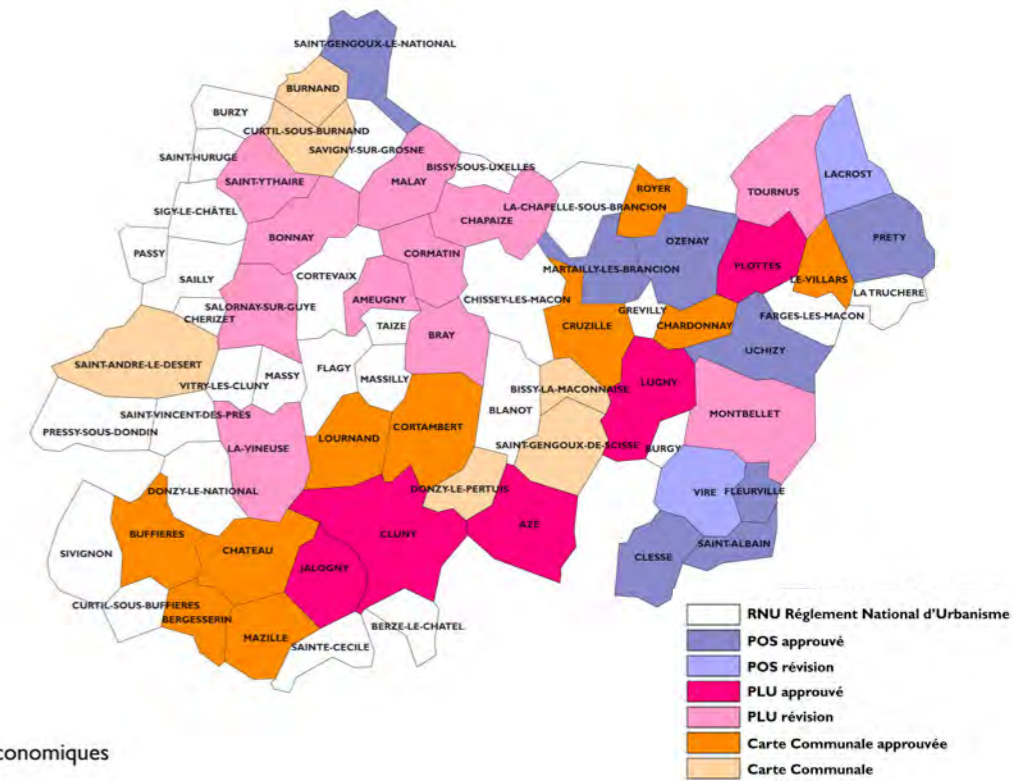 SAINT-GENGOUX-LE-NATIONAL
BURNAND
BURZY
CURTIL-SOUS-BURNAND
SAVIGNY-SUR-GROSNE
SAINT-HURUGE
BISSY-SOUS-UXELLES
SAINT-YTHAIRE
MALAY
LACROST
ROYER
TOURNUS
LA-CHAPELLE-SOUS-BRANCION
SIGY-LE-CHÂTEL
CHAPAIZE
BONNAY
OZENAY
PRETY
PASSY
CORMATIN
SAILLY
CORTEVAIX
MARTAILLY-LES-BRANCION
PLOTTES
LE-VILLARS
LA TRUCHERE
SALORNAY-SUR-GUYE
AMEUGNY
CHISSEY-LES-MACON
GREVILLY
FARGES-LES-MACON
CHERIZET
TAIZE
CRUZILLE
CHARDONNAY
BRAY
UCHIZY
SAINT-ANDRE-LE-DESERT
FLAGY
MASSY
MASSILLY
LUGNY
VITRY-LES-CLUNY
BISSY-LA-MACONNAISE
BLANOT
SAINT-VINCENT-DES-PRES
MONTBELLET
CORTAMBERT
PRESSY-SOUS-DONDIN
LOURNAND
SAINT-GENGOUX-DE-SCISSE
LA-VINEUSE
BURGY
DONZY-LE-NATIONAL
DONZY-LE-PERTUIS
VIRE
FLEURVILLE
AZE
BUFFIERES
CLUNY
SAINT-ALBAIN
CHATEAU
SIVIGNON
CLESSE
JALOGNY
CURTIL-SOUS-BUFFIERES
BERGESSERIN
BERZE-LE-CHATEL
MAZILLE
SAINTE-CECILE
RNU Réglement National d'Urbanisme
POS approuvé
POS révision
PLU approuvé
PLU révision
Carte Communale approuvée
Carte Communale
conomiques